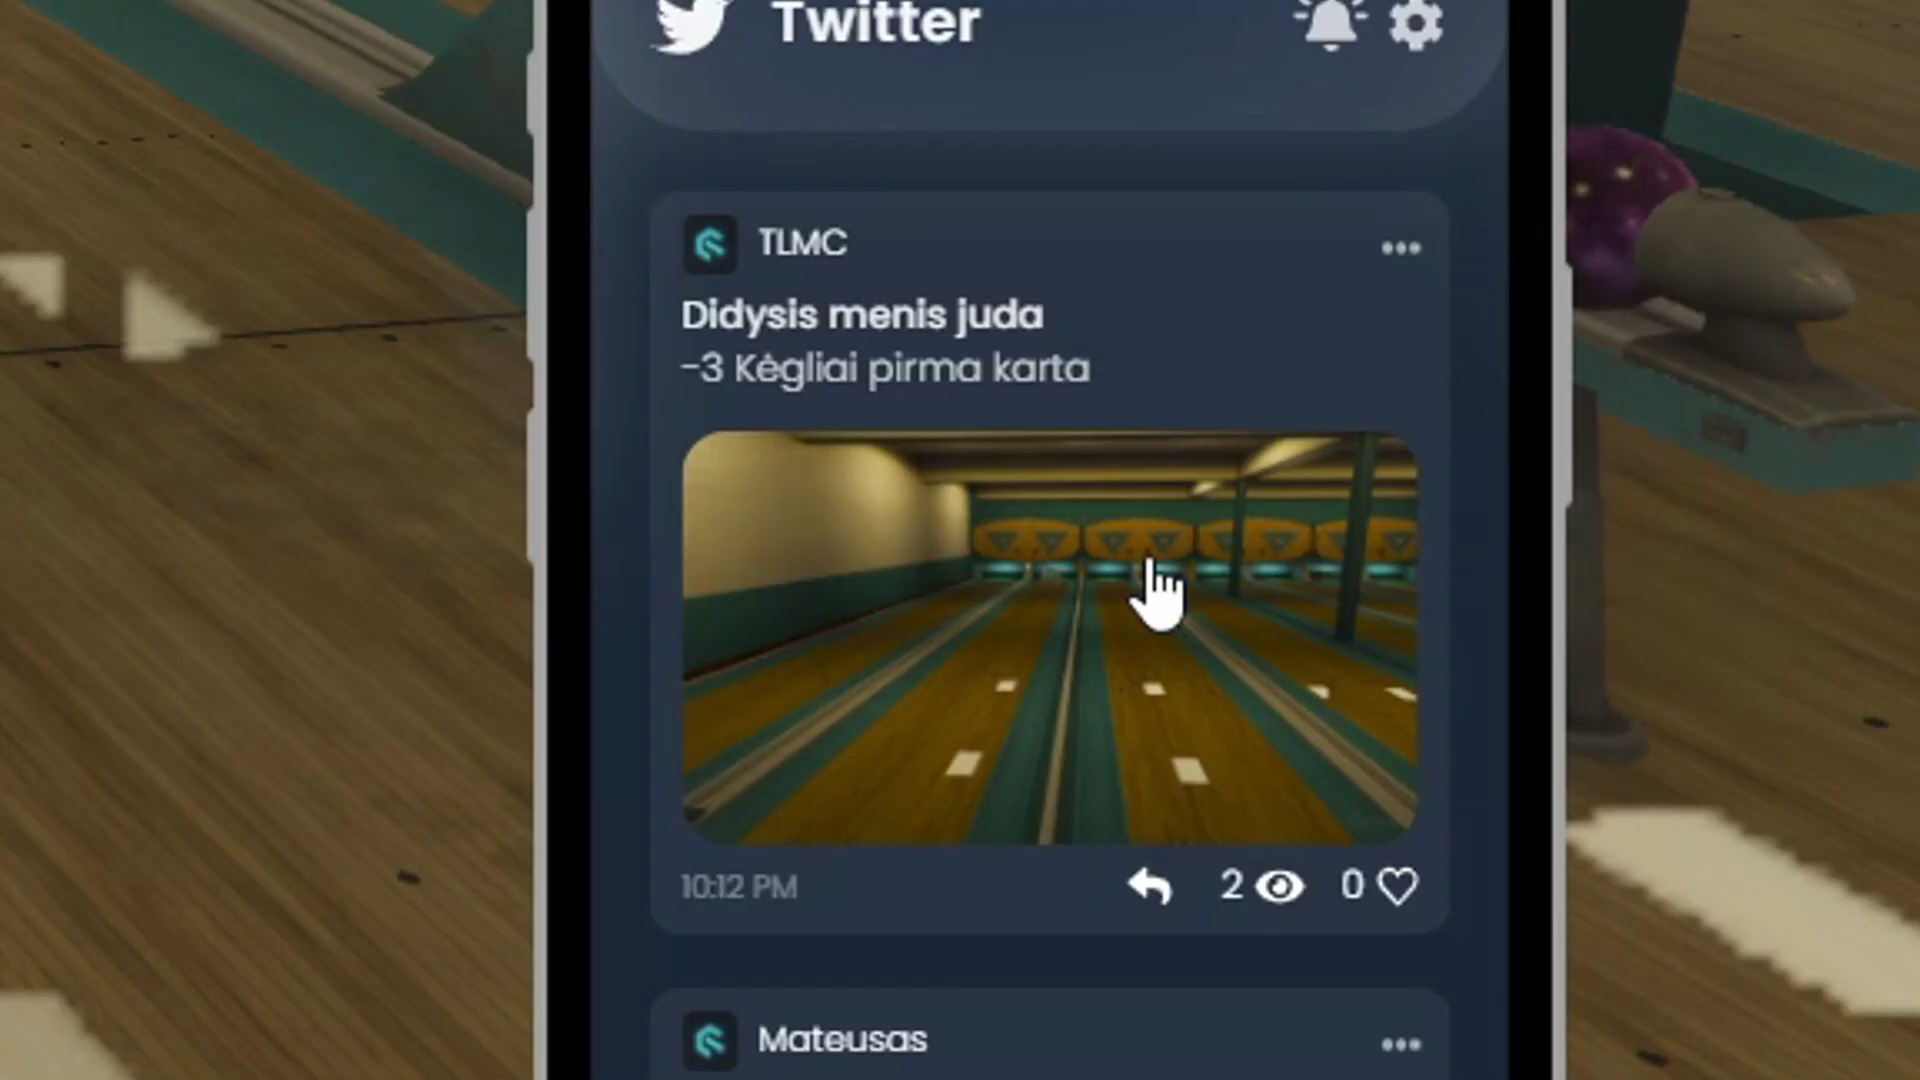 Twitter
TLMC
Didysis menis juda
-3 Kėgliai pirma karta
10:12 PM
2
0
Mateusas